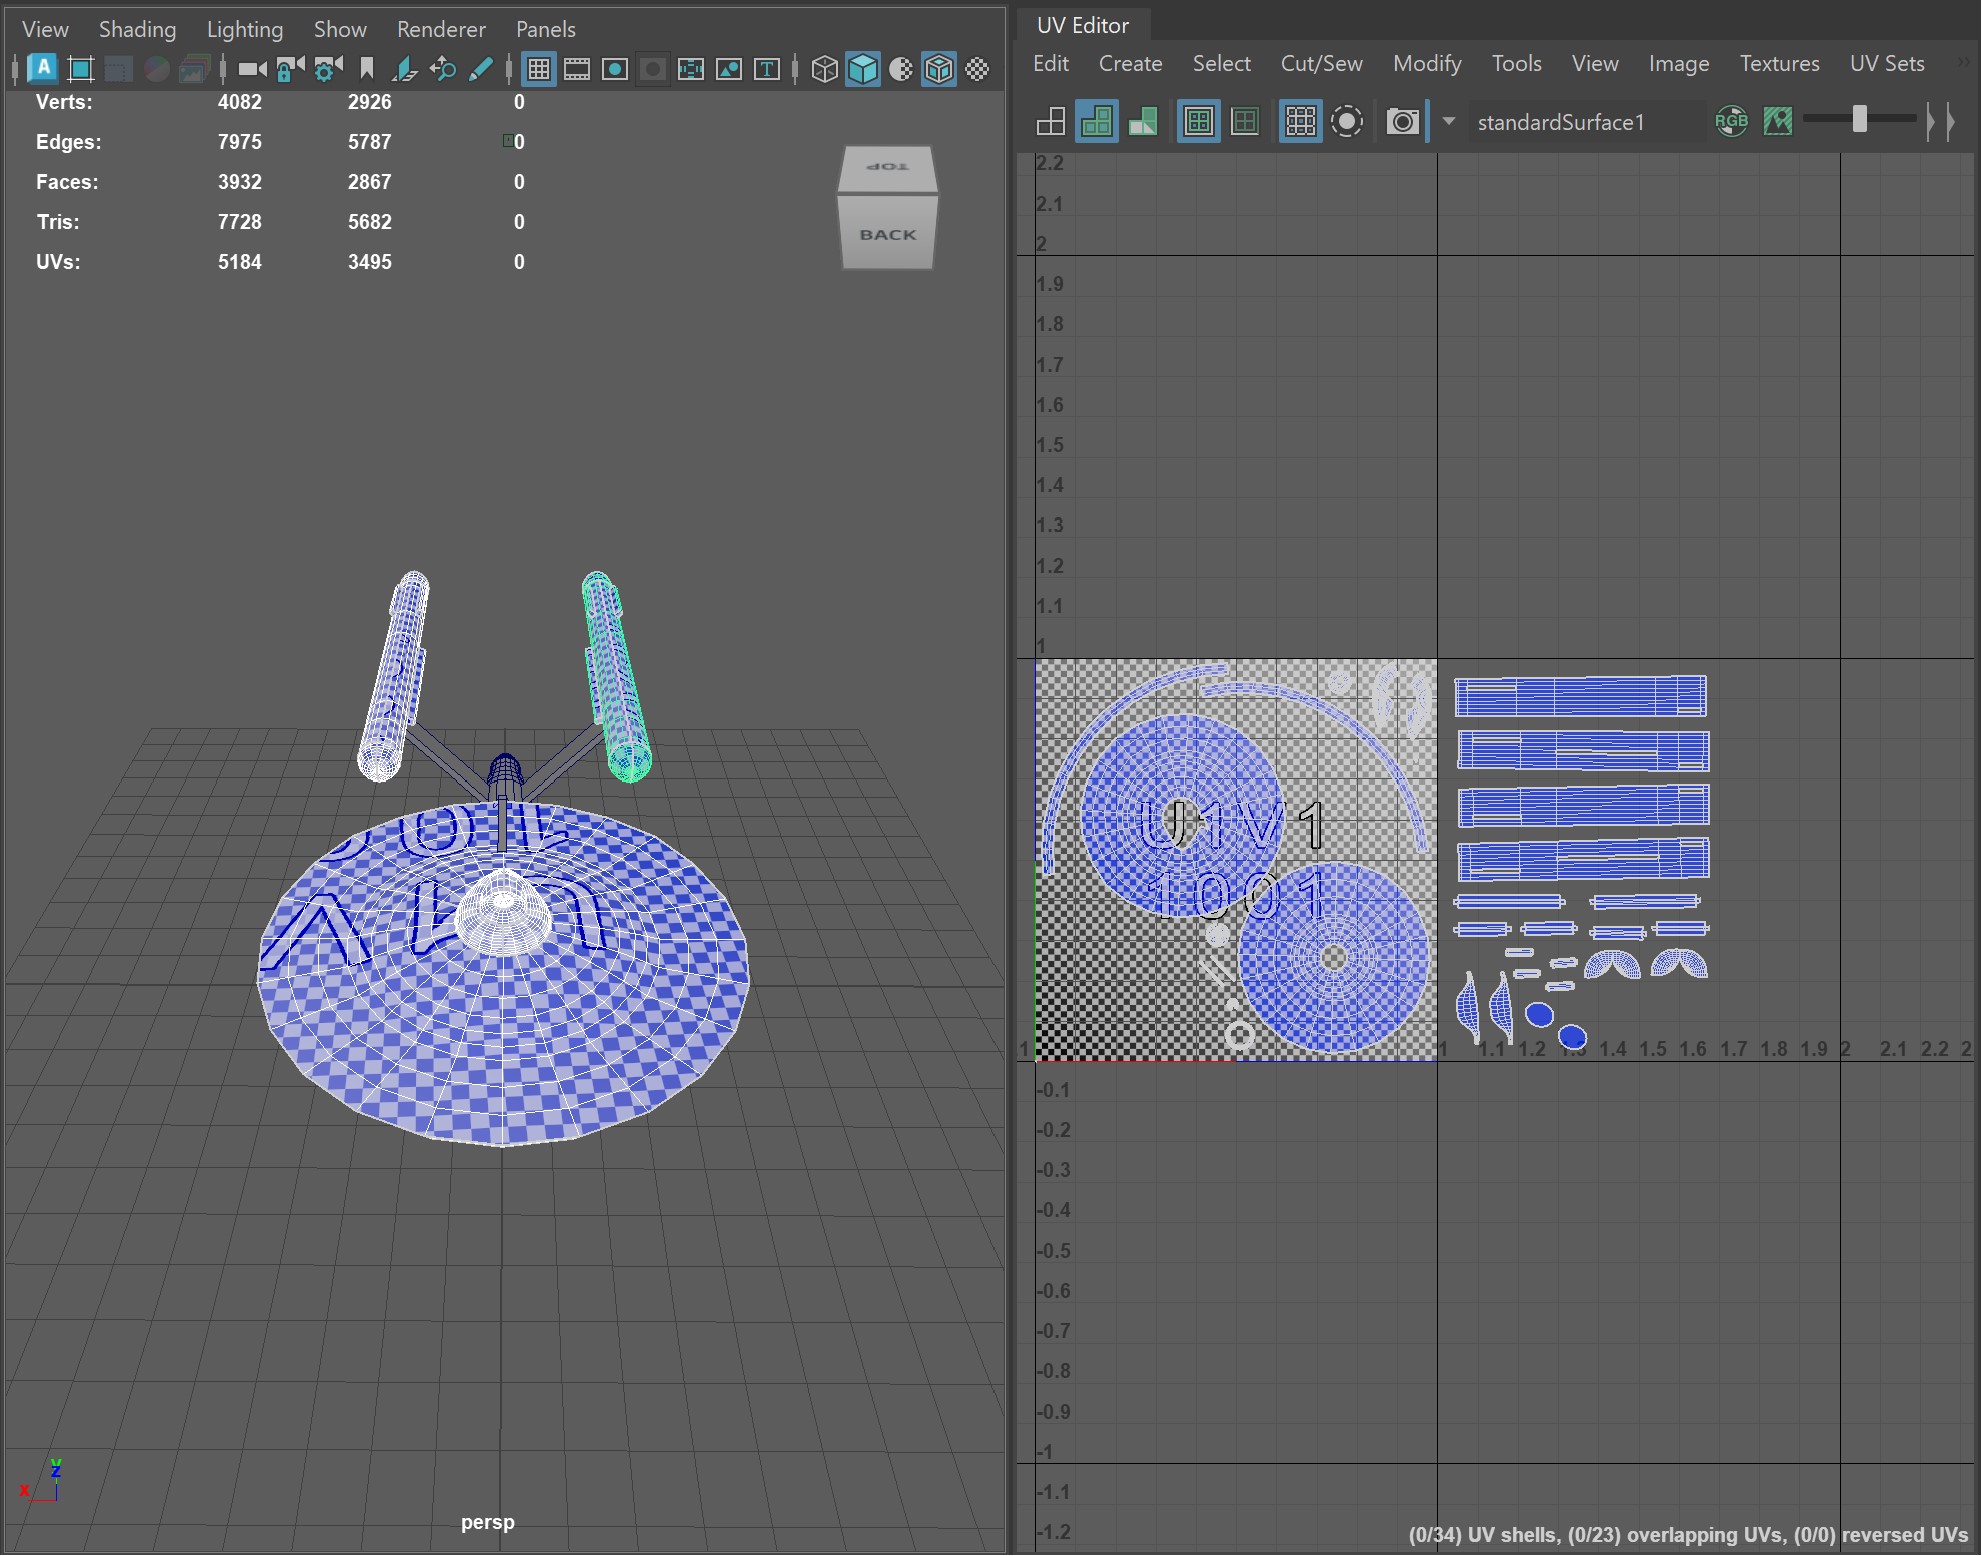 View Shading Lighting Show Renderer Panels
Verts: 4082 2926 0
Edges: 7975 5787 0
Faces: 3932 2867 0
Tris: 7728 5682 0
UVs: 5184 3495 0
TOP
BACK
persp
X
Y
Z
UV Editor
Edit Create Select Cut/Sew Modify Tools View Image Textures UV Sets
standardSurface1
RGB
2.2
2.1
2
1.9
1.8
1.7
1.6
1.5
1.4
1.3
1.2
1.1
1
U1V1
1001
1 1 1.1 1.2 1.3 1.4 1.5 1.6 1.7 1.8 1.9 2 2.1 2.2 2
-0.1
-0.2
-0.3
-0.4
-0.5
-0.6
-0.7
-0.8
-0.9
-1
-1.1
-1.2
(0/34) UV shells, (0/23) overlapping UVs, (0/0) reversed UVs